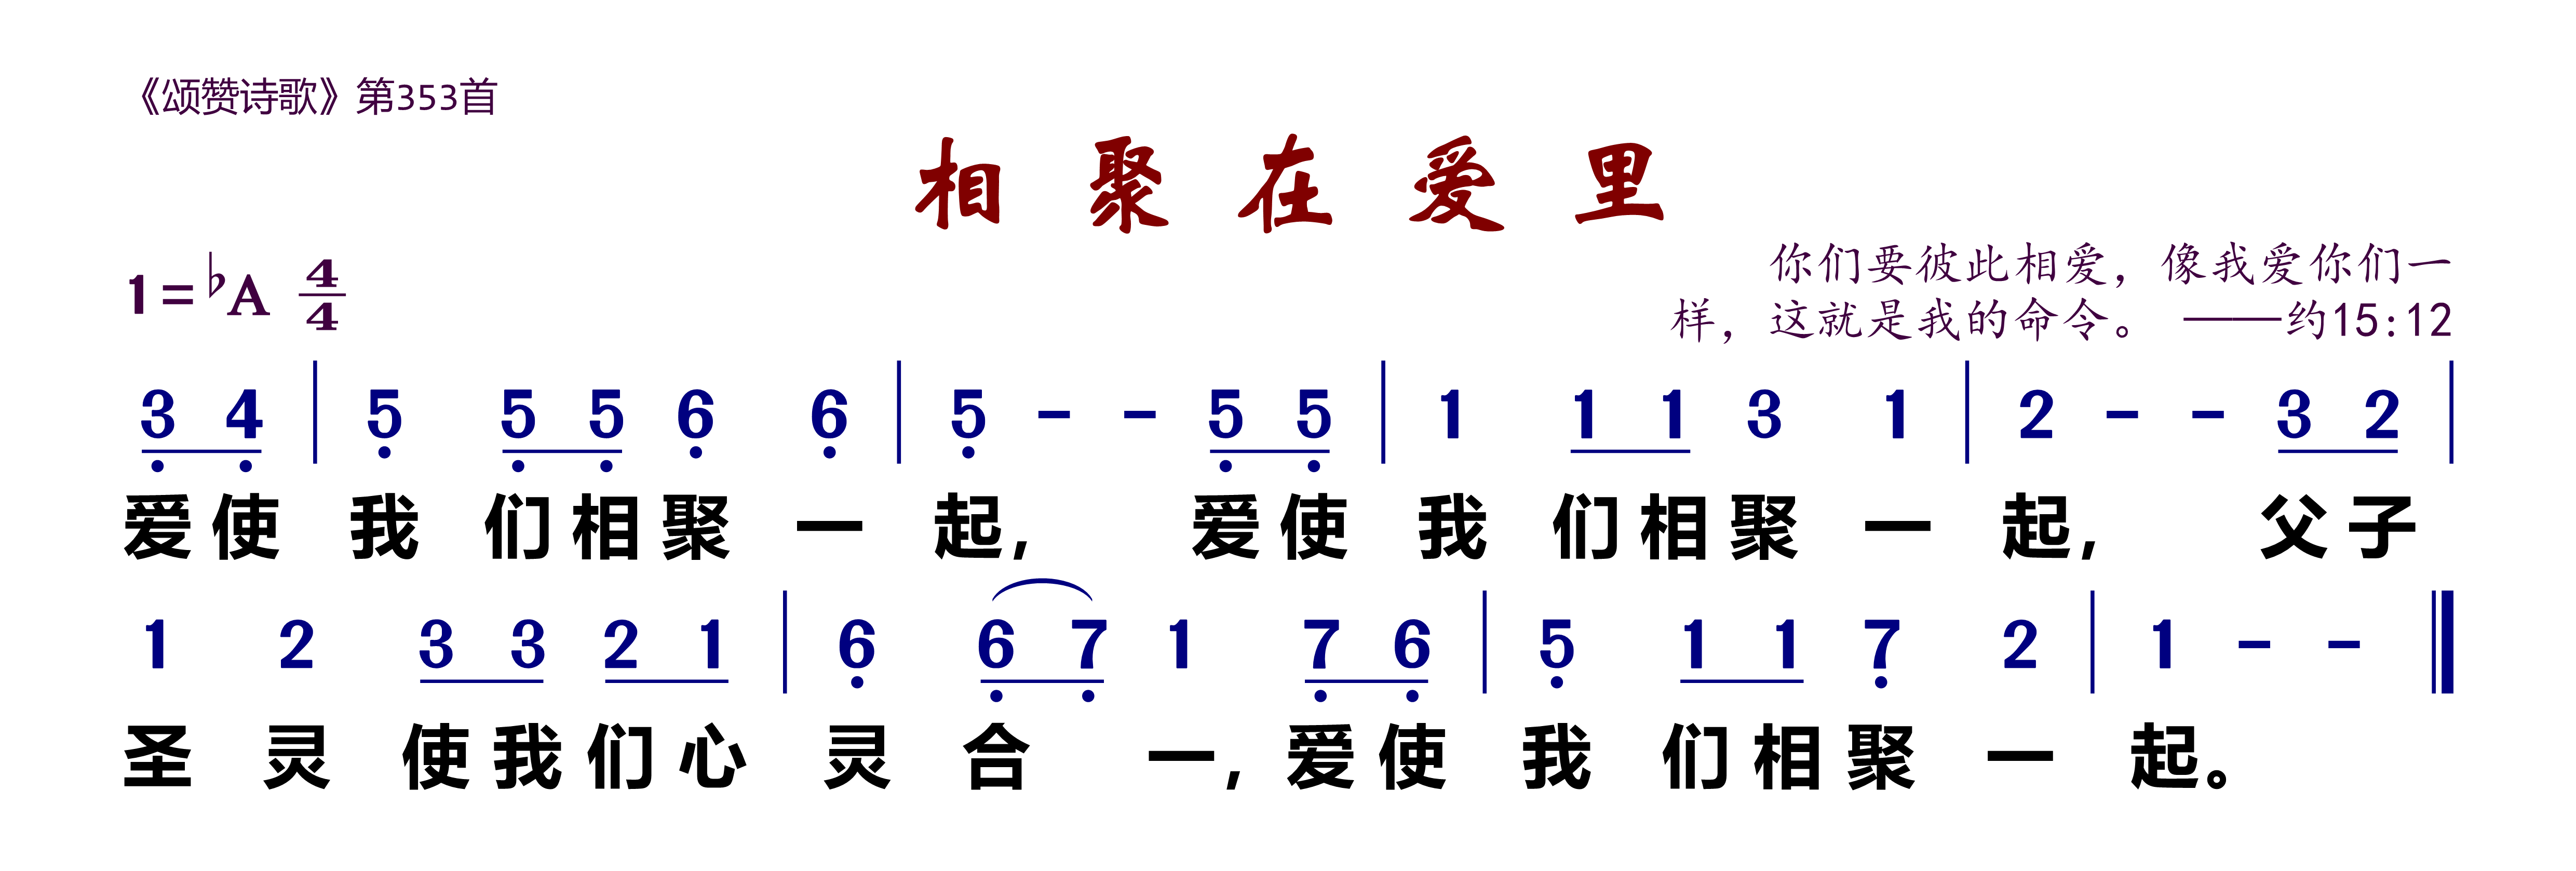 《颂赞诗歌》第353首
相聚在爱里
1=♭A 4/4
你们要彼此相爱，像我爱你们一
样，这就是我的命令。 ——约15:12
3̣ 4̣ | 5̣ 5̣ 5̣ 6̣ 6̣ | 5̣ - - 5̣ 5̣ | 1 1 1 3 1 | 2 - - 3 2 |
爱使我们相聚一起，爱使我们相聚一起，父子
1 2 3 3 2 1 | 6̣ 6̣ 7̣ 1 7̣ 6̣ | 5̣ 1 1 7̣ 2 | 1 - - ‖
圣灵使我们心灵合一，爱使我们相聚一起。